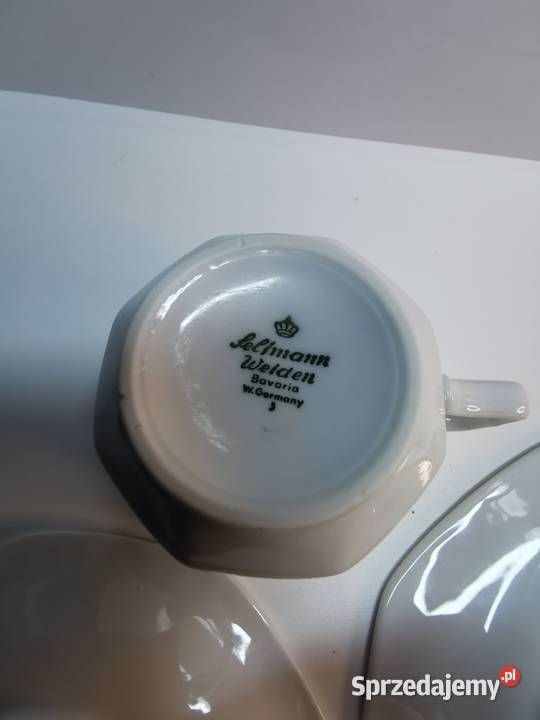 Seltmann
Weiden
Bavaria
W.Germany
3
Sprzedajemy.pl